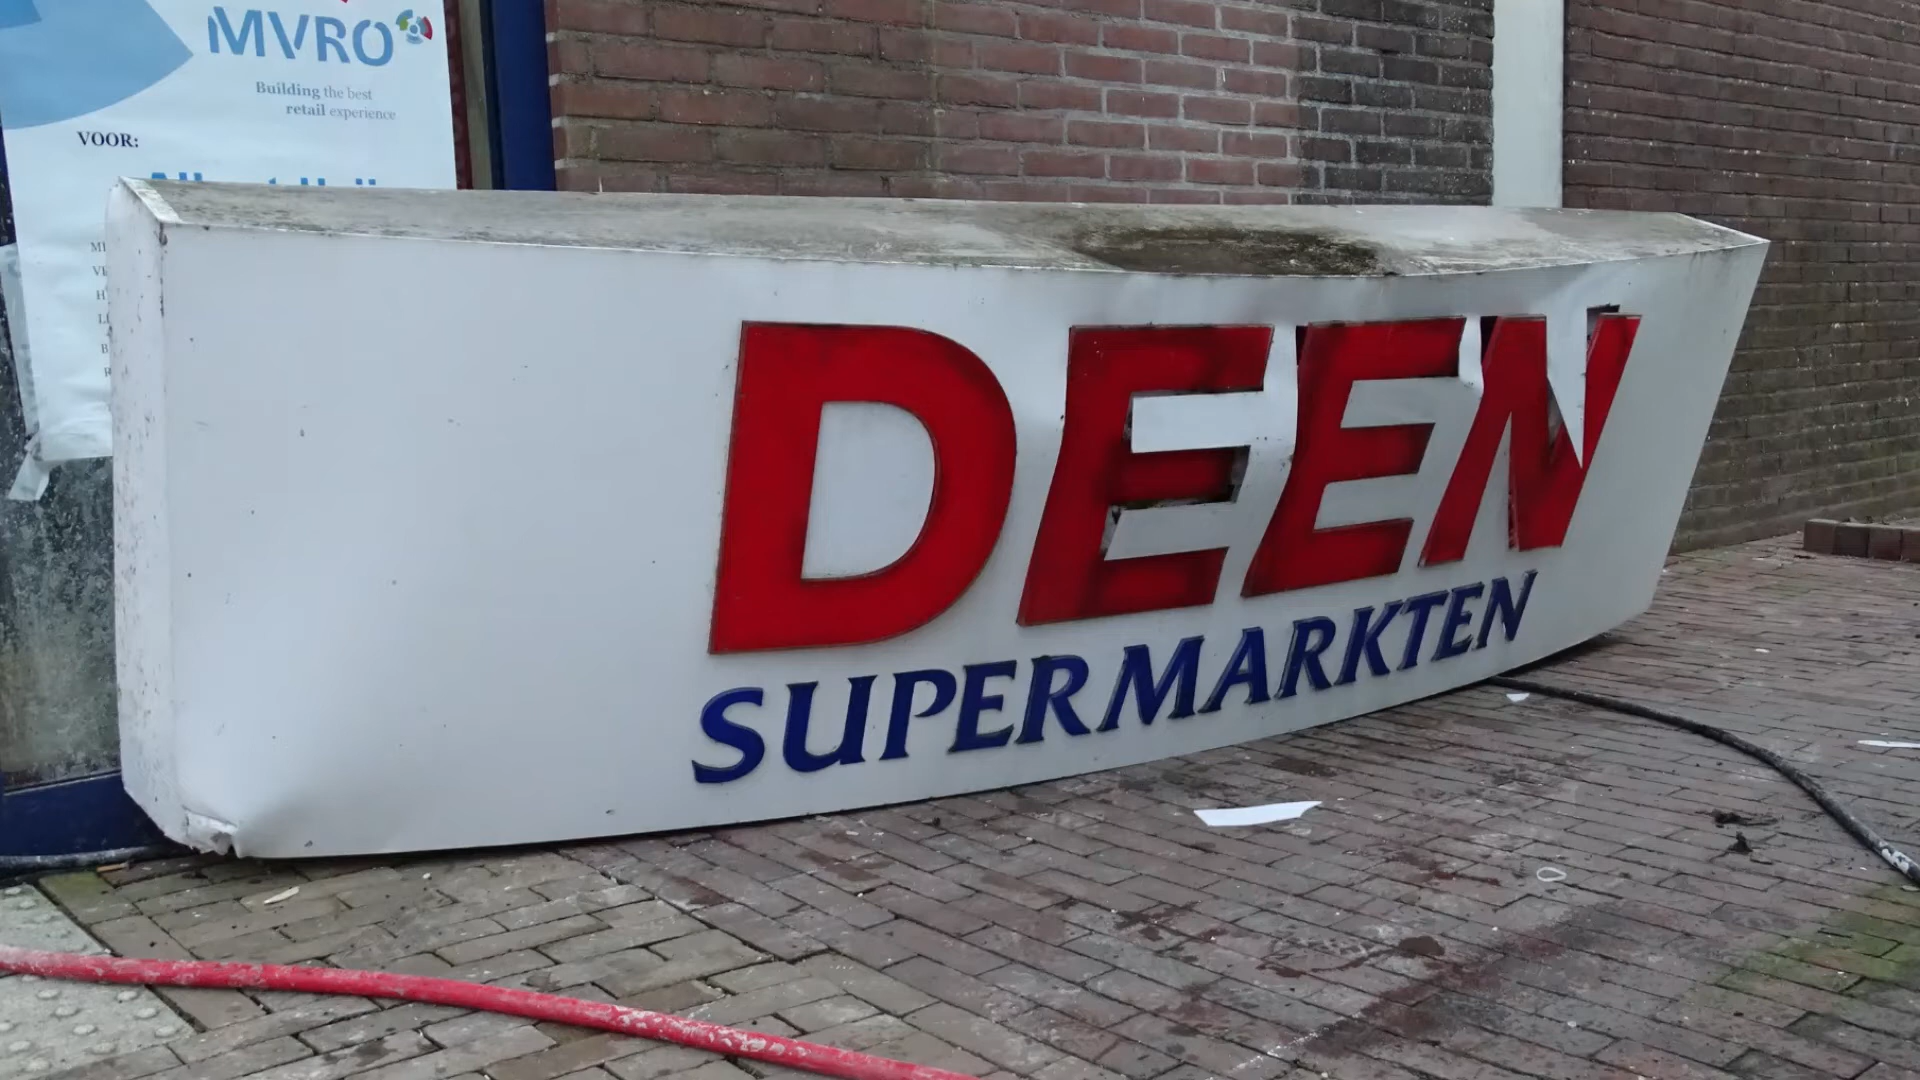 MVRO
Building the best
retail experience
VOOR:
DEEN
SUPERMARKTEN